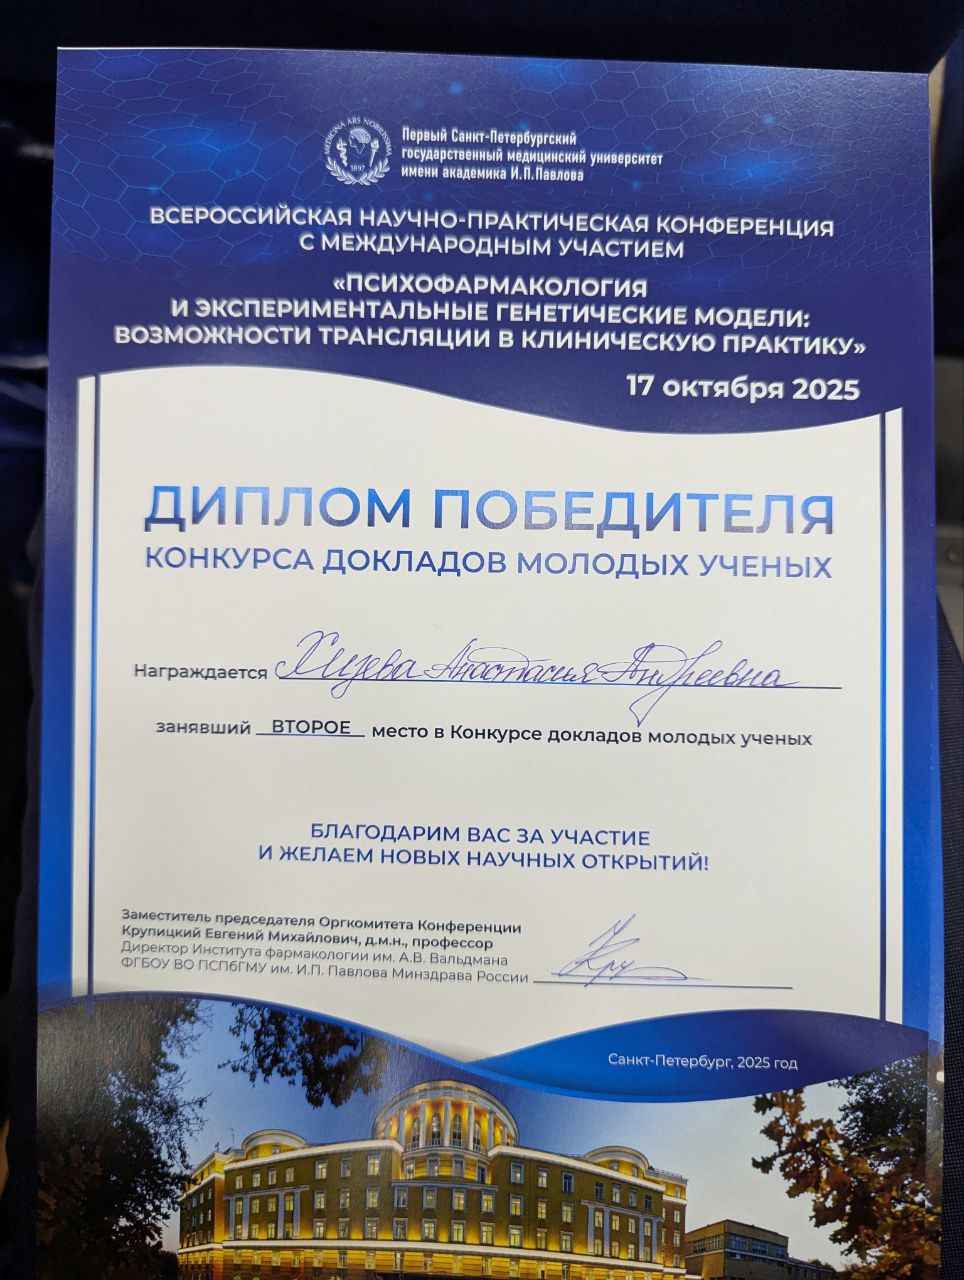 MEDICINA ARS NOBILISSIMA
1897
Первый Санкт-Петербургский
государственный медицинский университет
имени академика И.П.Павлова
ВСЕРОССИЙСКАЯ НАУЧНО-ПРАКТИЧЕСКАЯ КОНФЕРЕНЦИЯ
С МЕЖДУНАРОДНЫМ УЧАСТИЕМ
«ПСИХОФАРМАКОЛОГИЯ
И ЭКСПЕРИМЕНТАЛЬНЫЕ ГЕНЕТИЧЕСКИЕ МОДЕЛИ:
ВОЗМОЖНОСТИ ТРАНСЛЯЦИИ В КЛИНИЧЕСКУЮ ПРАКТИКУ»
17 октября 2025
ДИПЛОМ ПОБЕДИТЕЛЯ
КОНКУРСА ДОКЛАДОВ МОЛОДЫХ УЧЕНЫХ
Награждается Хизева Анастасия Андреевна
занявший ВТОРОЕ место в Конкурсе докладов молодых ученых
БЛАГОДАРИМ ВАС ЗА УЧАСТИЕ
И ЖЕЛАЕМ НОВЫХ НАУЧНЫХ ОТКРЫТИЙ!
Заместитель председателя Оргкомитета Конференции
Крупицкий Евгений Михайлович, д.м.н., профессор
Директор Института фармакологии им. А.В. Вальдмана
ФГБОУ ВО ПСПбГМУ им. И.П. Павлова Минздрава России
Санкт-Петербург, 2025 год